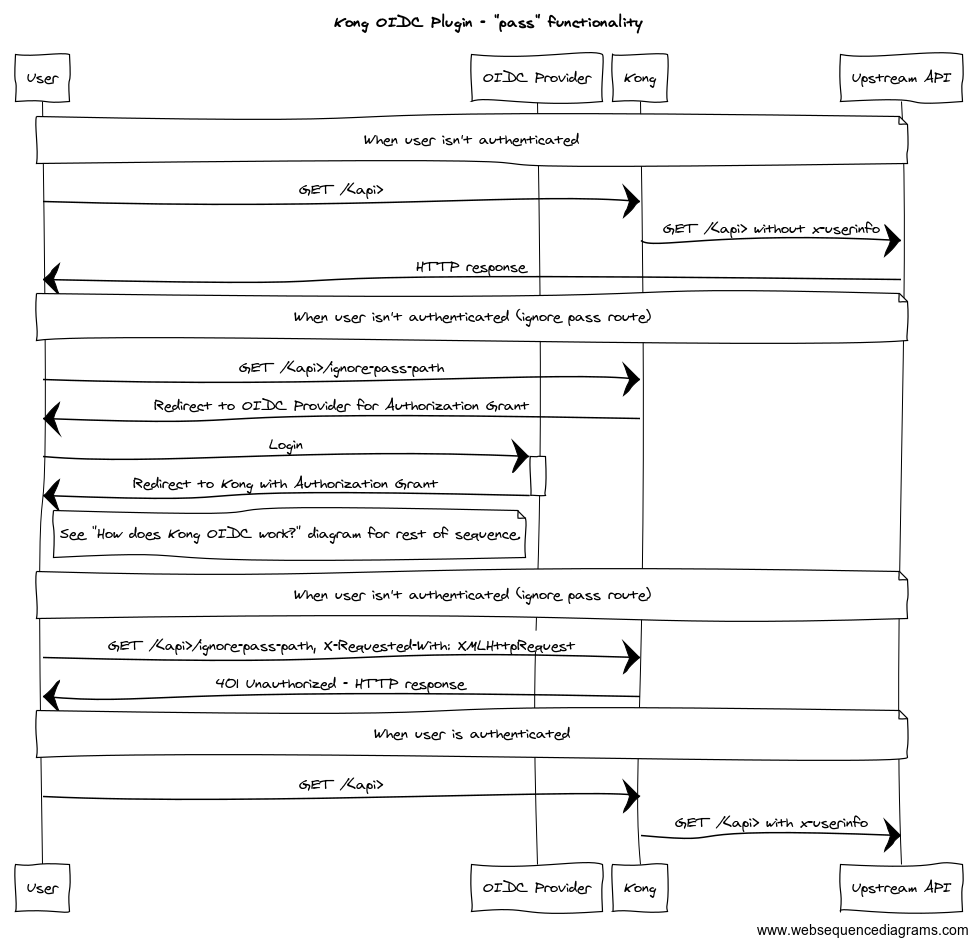 Kong OIDC Plugin - "pass" functionality
User
OIDC Provider
Kong
Upstream API
When user isn't authenticated
GET /<api>
GET /<api> without x-userinfo
HTTP response
When user isn't authenticated (ignore pass route)
GET /<api>/ignore-pass-path
Redirect to OIDC Provider for Authorization Grant
Login
Redirect to Kong with Authorization Grant
See "How does Kong OIDC work?" diagram for rest of sequence.
When user isn't authenticated (ignore pass route)
GET /<api>/ignore-pass-path, X-Requested-With: XMLHttpRequest
401 Unauthorized - HTTP response
When user is authenticated
GET /<api>
GET /<api> with x-userinfo
User
OIDC Provider
Kong
Upstream API
www.websequencediagrams.com